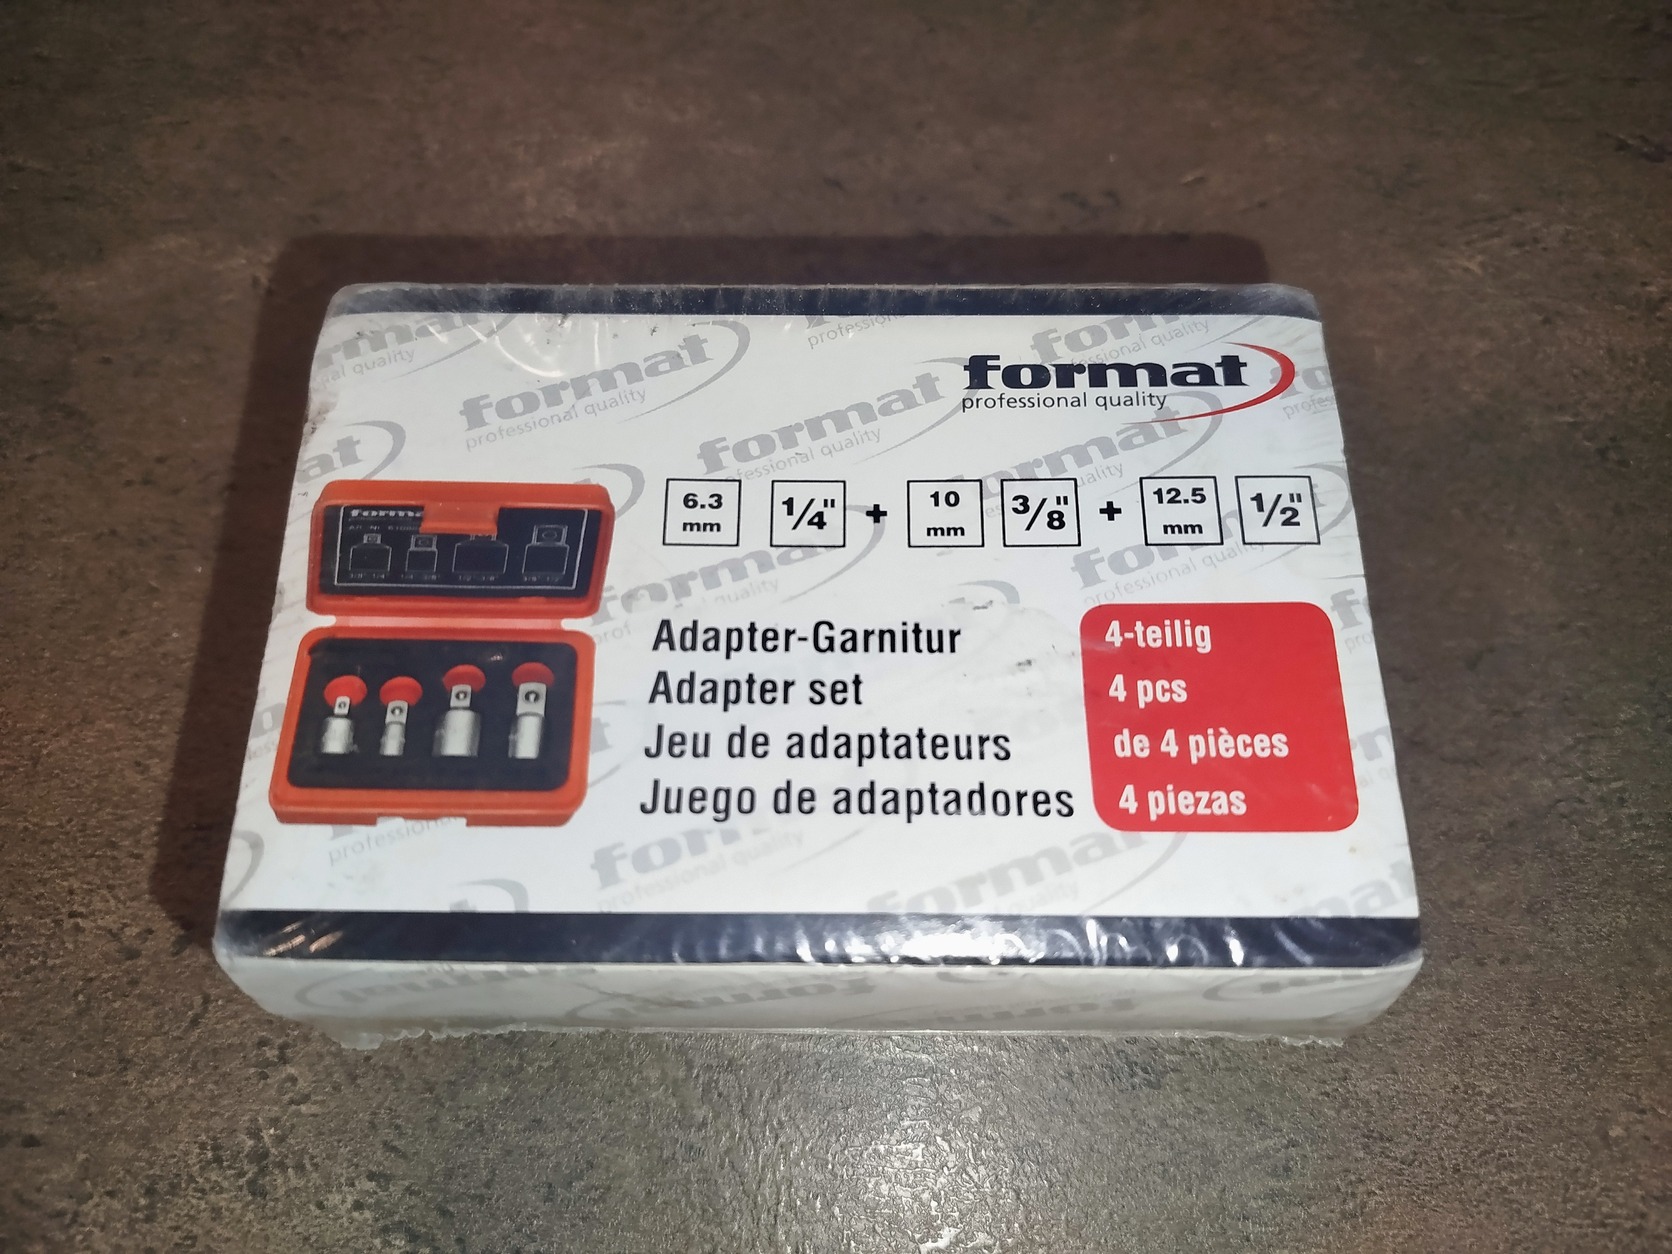 format
professional quality
6.3 mm 1/4" + 10 mm 3/8" + 12.5 mm 1/2"
Adapter-Garnitur 4-teilig
Adapter set 4 pcs
Jeu de adaptateurs de 4 pièces
Juego de adaptadores 4 piezas